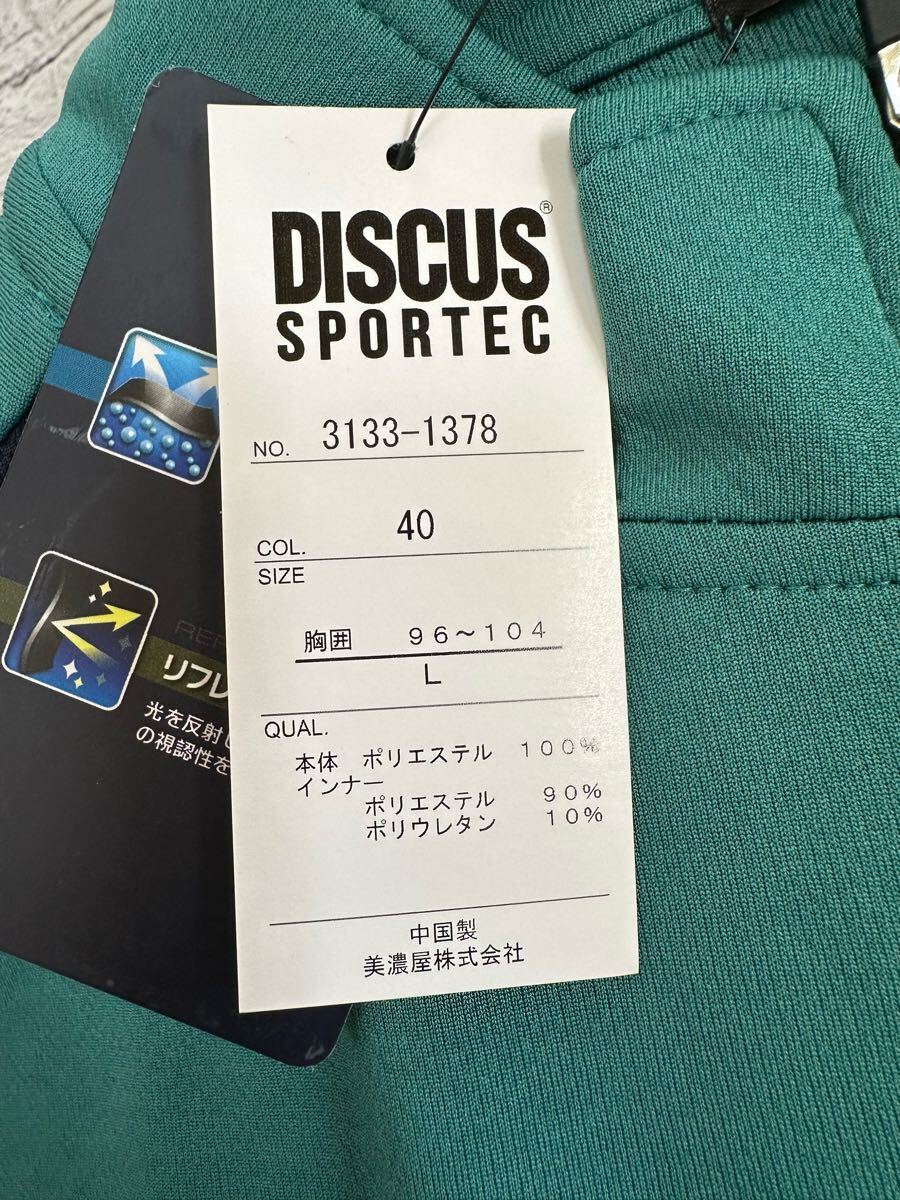 DISCUS®
SPORTEC
NO. 3133-1378
COL. 40
SIZE
胸囲 96~104
L
QUAL.
本体 ポリエステル 100%
インナー
ポリエステル 90%
ポリウレタン 10%
中国製
美濃屋株式会社
リフレ
光を反射
の視認性を